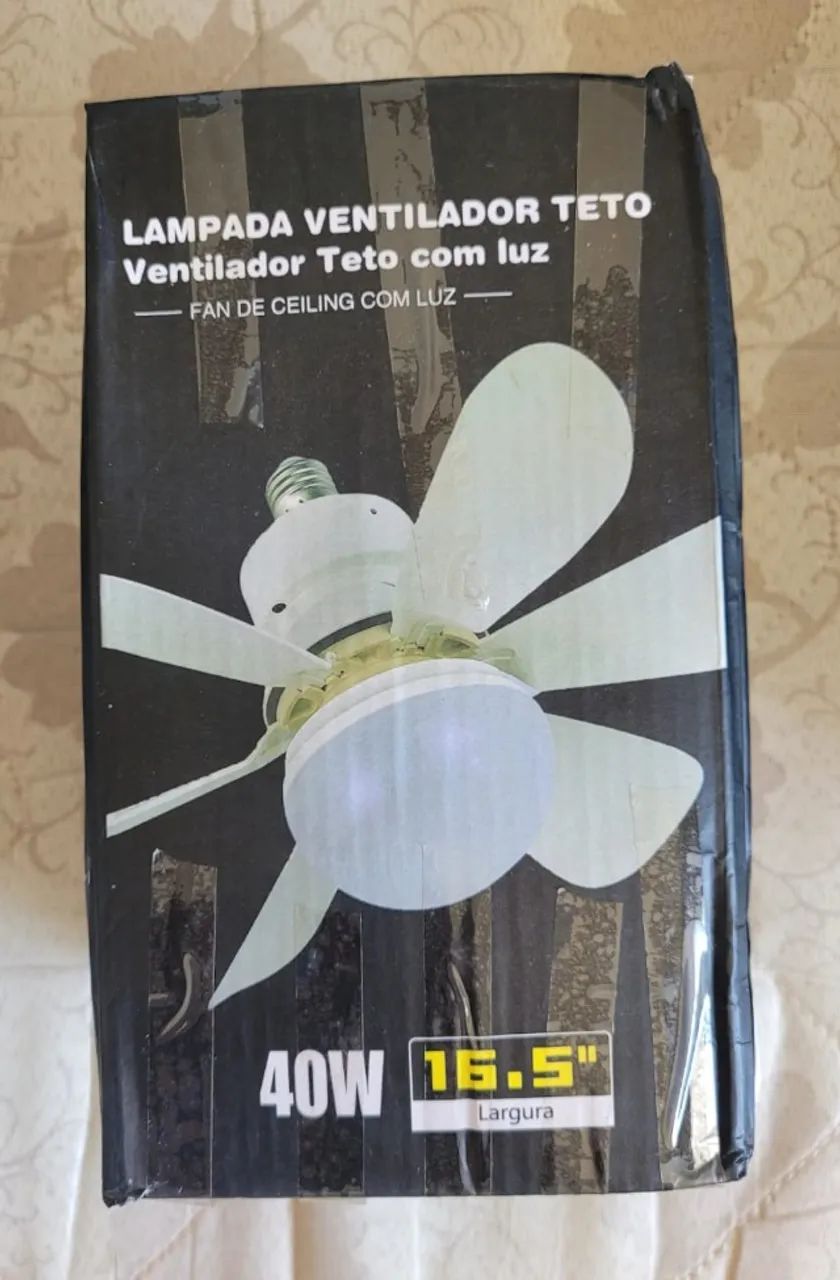 LAMPADA VENTILADOR TETO
Ventilador Teto com luz
FAN DE CEILING COM LUZ
40W
16.5"
Largura